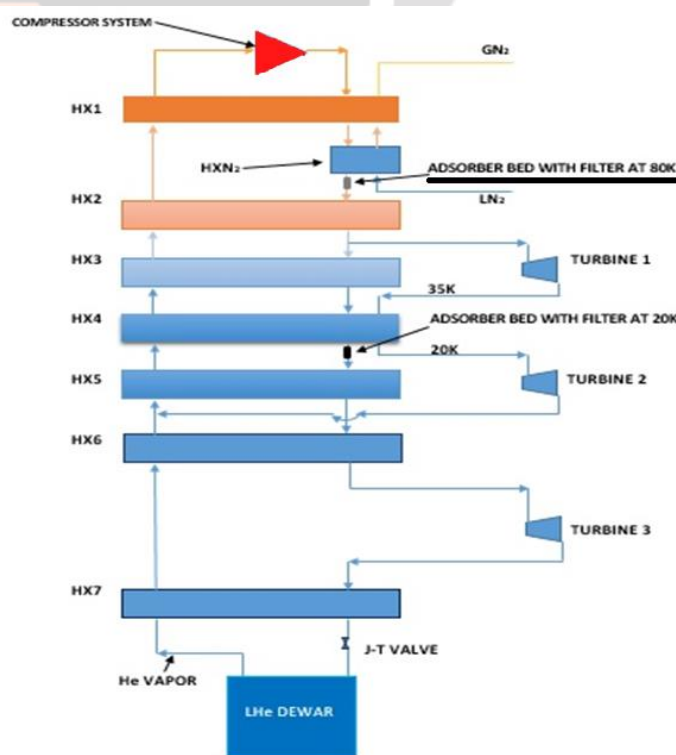 COMPRESSOR SYSTEM
GN₂
HX1
HXN₂
ADSORBER BED WITH FILTER AT 80K
LN₂
HX2
HX3
TURBINE 1
35K
HX4
ADSORBER BED WITH FILTER AT 20K
20K
HX5
TURBINE 2
HX6
TURBINE 3
HX7
J-T VALVE
He VAPOR
LHe DEWAR